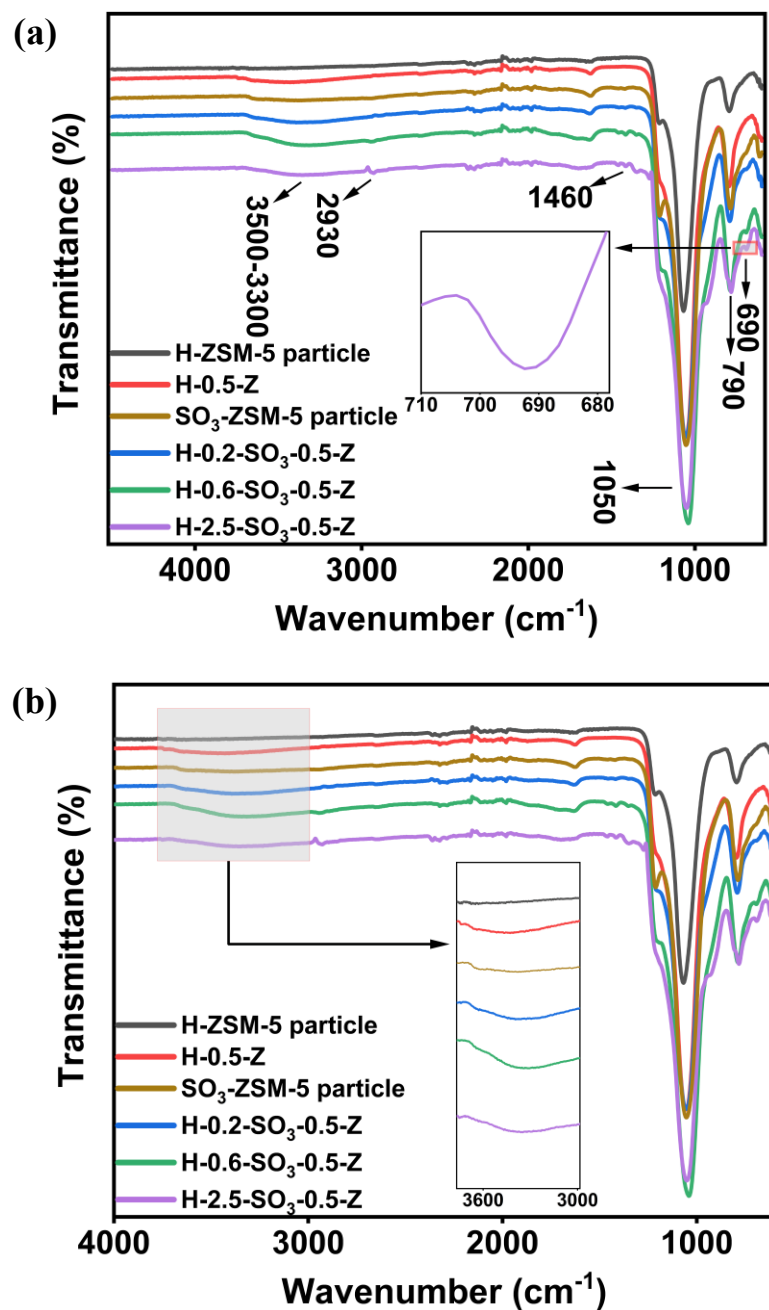 (a)
Transmittance (%)
3500-3300
2930
1460
710 700 690 680
690
790
1050
H-ZSM-5 particle
H-0.5-Z
SO₃-ZSM-5 particle
H-0.2-SO₃-0.5-Z
H-0.6-SO₃-0.5-Z
H-2.5-SO₃-0.5-Z
4000 3000 2000 1000
Wavenumber (cm⁻¹)
(b)
Transmittance (%)
3600 3000
H-ZSM-5 particle
H-0.5-Z
SO₃-ZSM-5 particle
H-0.2-SO₃-0.5-Z
H-0.6-SO₃-0.5-Z
H-2.5-SO₃-0.5-Z
4000 3000 2000 1000
Wavenumber (cm⁻¹)